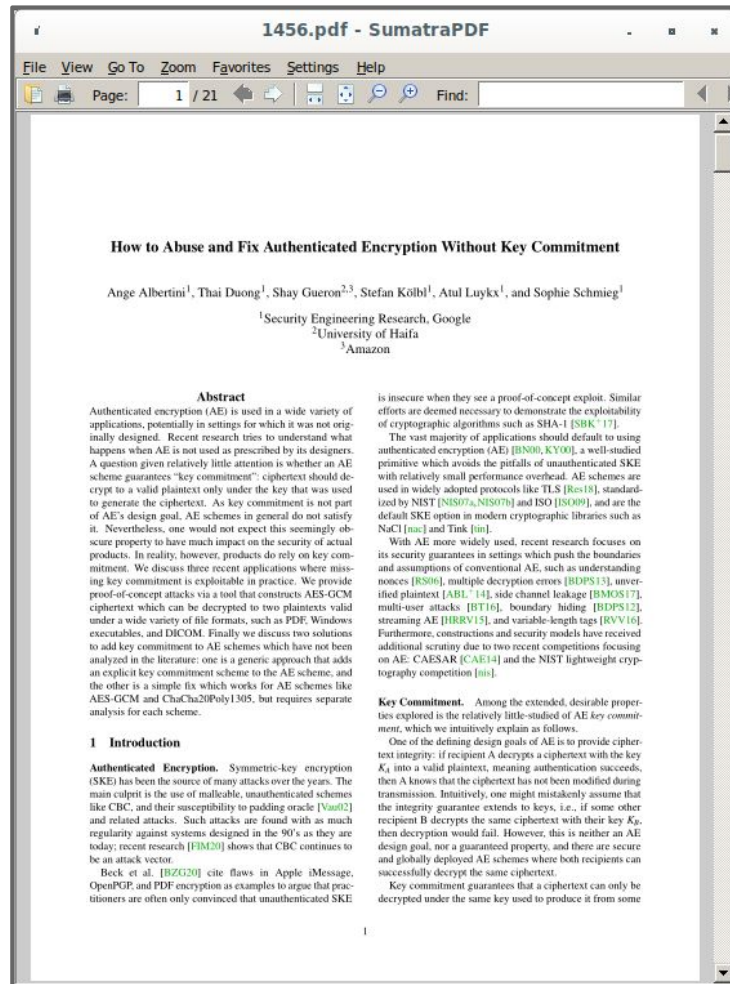 1456.pdf - SumatraPDF
File View Go To Zoom Favorites Settings Help
Page: 1 / 21 Find:
How to Abuse and Fix Authenticated Encryption Without Key Commitment
Ange Albertini¹, Thai Duong¹, Shay Gueron²,³, Stefan Kölbl¹, Atul Luykx¹, and Sophie Schmieg¹
¹Security Engineering Research, Google
²University of Haifa
³Amazon
Abstract
Authenticated encryption (AE) is used in a wide variety of
applications, potentially in settings for which it was not orig-
inally designed. Recent research tries to understand what
happens when AE is not used as prescribed by its designers.
A question given relatively little attention is whether an AE
scheme guarantees “key commitment”: ciphertext should de-
crypt to a valid plaintext only under the key that was used
to generate the ciphertext. As key commitment is not part
of AE’s design goal, AE schemes in general do not satisfy
it. Nevertheless, one would not expect this seemingly ob-
scure property to have much impact on the security of actual
products. In reality, however, products do rely on key com-
mitment. We discuss three recent applications where miss-
ing key commitment is exploitable in practice. We provide
proof-of-concept attacks via a tool that constructs AES-GCM
ciphertext which can be decrypted to two plaintexts valid
under a wide variety of file formats, such as PDF, Windows
executables, and DICOM. Finally we discuss two solutions
to add key commitment to AE schemes which have not been
analyzed in the literature: one is a generic approach that adds
an explicit key commitment scheme to the AE scheme, and
the other is a simple fix which works for AE schemes like
AES-GCM and ChaCha20Poly1305, but requires separate
analysis for each scheme.
1 Introduction
Authenticated Encryption. Symmetric-key encryption
(SKE) has been the source of many attacks over the years. The
main culprit is the use of malleable, unauthenticated schemes
like CBC, and their susceptibility to padding oracle [Vau02]
and related attacks. Such attacks are found with as much
regularity against systems designed in the 90’s as they are
today; recent research [FIM20] shows that CBC continues to
be an attack vector.
Beck et al. [BZG20] cite flaws in Apple iMessage,
OpenPGP, and PDF encryption as examples to argue that prac-
titioners are often only convinced that unauthenticated SKE
is insecure when they see a proof-of-concept exploit. Similar
efforts are deemed necessary to demonstrate the exploitability
of cryptographic algorithms such as SHA-1 [SBK+17].
The vast majority of applications should default to using
authenticated encryption (AE) [BN00, KY00], a well-studied
primitive which avoids the pitfalls of unauthenticated SKE
with relatively small performance overhead. AE schemes are
used in widely adopted protocols like TLS [Res18], standard-
ized by NIST [NIS07a, NIS07b] and ISO [ISO09], and are the
default SKE option in modern cryptographic libraries such as
NaCl [nac] and Tink [tin].
With AE more widely used, recent research focuses on
its security guarantees in settings which push the boundaries
and assumptions of conventional AE, such as understanding
nonces [RS06], multiple decryption errors [BDPS13], unver-
ified plaintext [ABL+14], side channel leakage [BMOS17],
multi-user attacks [BT16], boundary hiding [BDPS12],
streaming AE [HRRV15], and variable-length tags [RVV16].
Furthermore, constructions and security models have received
additional scrutiny due to two recent competitions focusing
on AE: CAESAR [CAE14] and the NIST lightweight cryp-
tography competition [nis].
Key Commitment. Among the extended, desirable proper-
ties explored is the relatively little-studied of AE key commit-
ment, which we intuitively explain as follows.
One of the defining design goals of AE is to provide cipher-
text integrity: if recipient A decrypts a ciphertext with the key
K_A into a valid plaintext, meaning authentication succeeds,
then A knows that the ciphertext has not been modified during
transmission. Intuitively, one might mistakenly assume that
the integrity guarantee extends to keys, i.e., if some other
recipient B decrypts the same ciphertext with their key K_B,
then decryption would fail. However, this is neither an AE
design goal, nor a guaranteed property, and there are secure
and globally deployed AE schemes where both recipients can
successfully decrypt the same ciphertext.
Key commitment guarantees that a ciphertext can only be
decrypted under the same key used to produce it from some
1